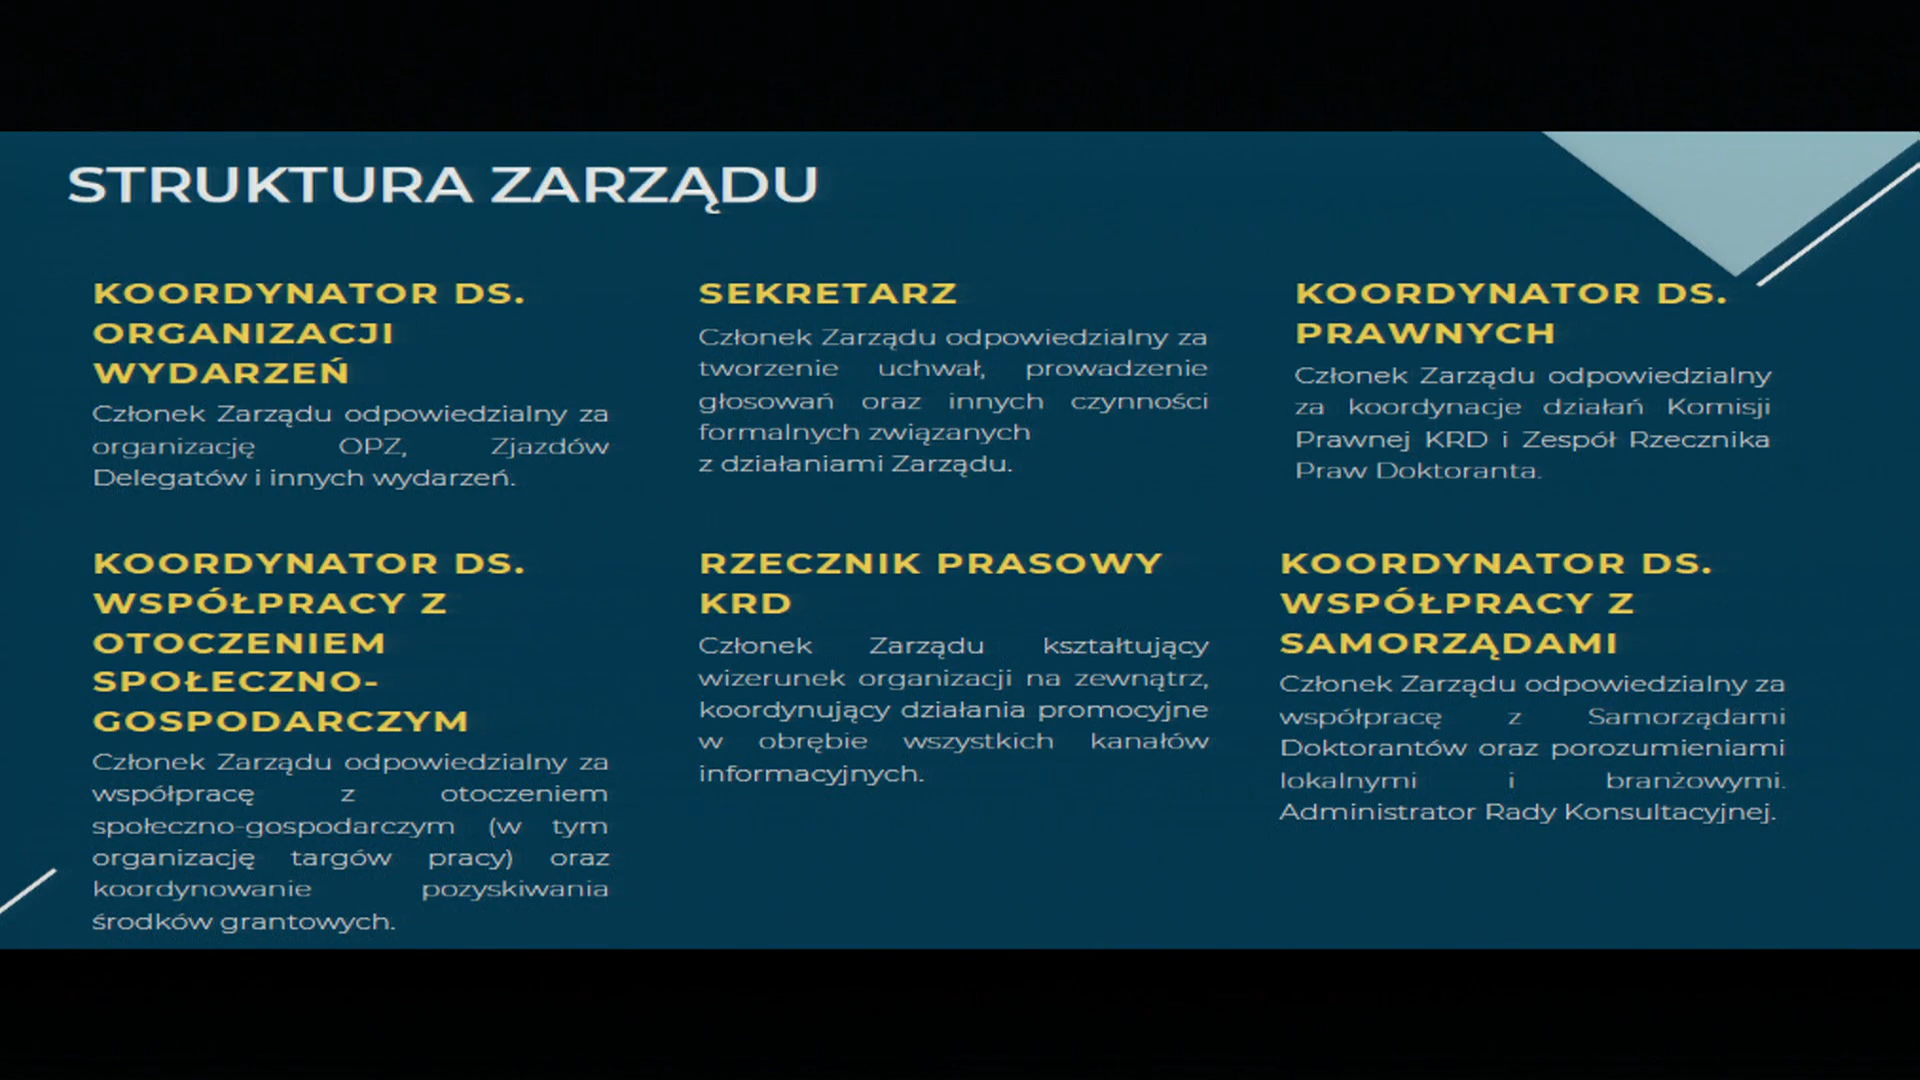 STRUKTURA ZARZĄDU
KOORDYNATOR DS.
ORGANIZACJI
WYDARZEŃ
Członek Zarządu odpowiedzialny za
organizację OPZ, Zjazdów
Delegatów i innych wydarzeń.
SEKRETARZ
Członek Zarządu odpowiedzialny za
tworzenie uchwał, prowadzenie
głosowań oraz innych czynności
formalnych związanych
z działaniami Zarządu.
KOORDYNATOR DS.
PRAWNYCH
Członek Zarządu odpowiedzialny
za koordynacje działań Komisji
Prawnej KRD i Zespół Rzecznika
Praw Doktoranta.
KOORDYNATOR DS.
WSPÓŁPRACY Z
OTOCZENIEM
SPOŁECZNO-
GOSPODARCZYM
Członek Zarządu odpowiedzialny za
współpracę z otoczeniem
społeczno-gospodarczym (w tym
organizację targów pracy) oraz
koordynowanie pozyskiwania
środków grantowych.
RZECZNIK PRASOWY
KRD
Członek Zarządu kształtujący
wizerunek organizacji na zewnątrz,
koordynujący działania promocyjne
w obrębie wszystkich kanałów
informacyjnych.
KOORDYNATOR DS.
WSPÓŁPRACY Z
SAMORZĄDAMI
Członek Zarządu odpowiedzialny za
współpracę z Samorządami
Doktorantów oraz porozumieniami
lokalnymi i branżowymi.
Administrator Rady Konsultacyjnej.